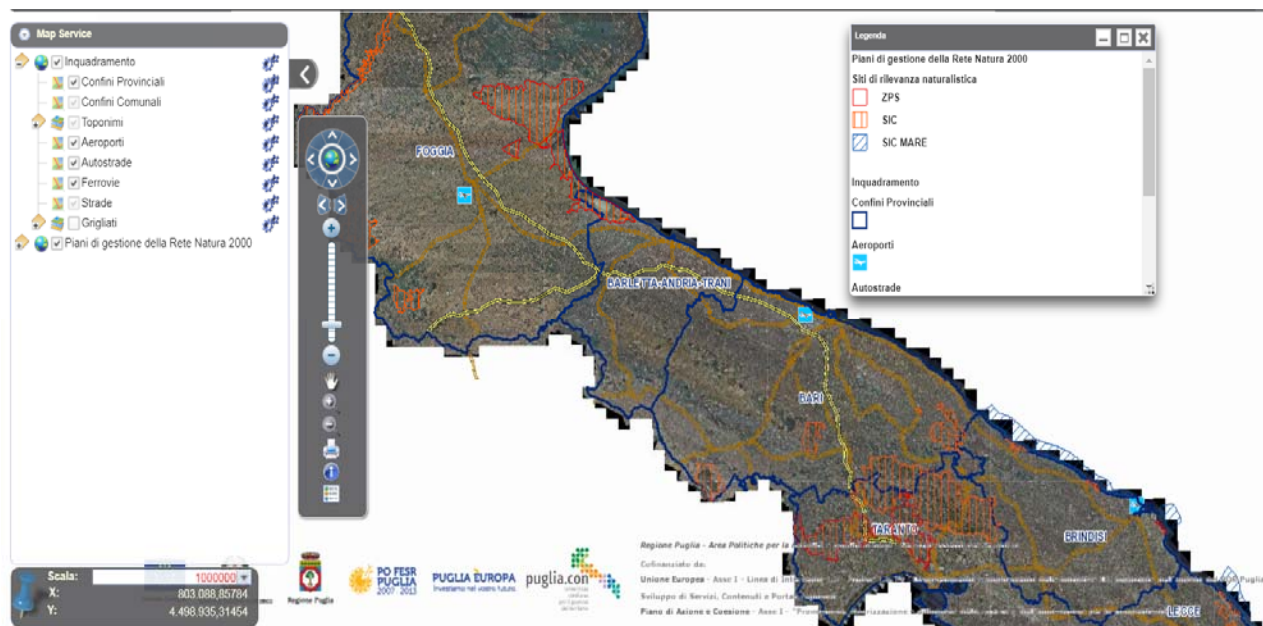 Map Service
Inquadramento
Confini Provinciali
Confini Comunali
Toponimi
Aeroporti
Autostrade
Ferrovie
Strade
Grigliati
Piani di gestione della Rete Natura 2000
Scala: 1000000
X: 803.088,85784
Y: 4.498.935,31454
FOGGIA
BARLETTA-ANDRIA-TRANI
BARI
TARANTO
BRINDISI
LECCE
Legenda
Piani di gestione della Rete Natura 2000
Siti di rilevanza naturalistica
ZPS
SIC
SIC MARE
Inquadramento
Confini Provinciali
Aeroporti
Autostrade
Regione Puglia
PO FESR
PUGLIA
2007 2013
PUGLIA EUROPA
Investiamo nel vostro futuro.
puglia.con
Regione Puglia - Area Politiche per la
Cofinanziato da:
Unione Europea - Asse I - Linea di
Sviluppo di Servizi, Contenuti e
Piano di Azione e Coesione - Asse I -